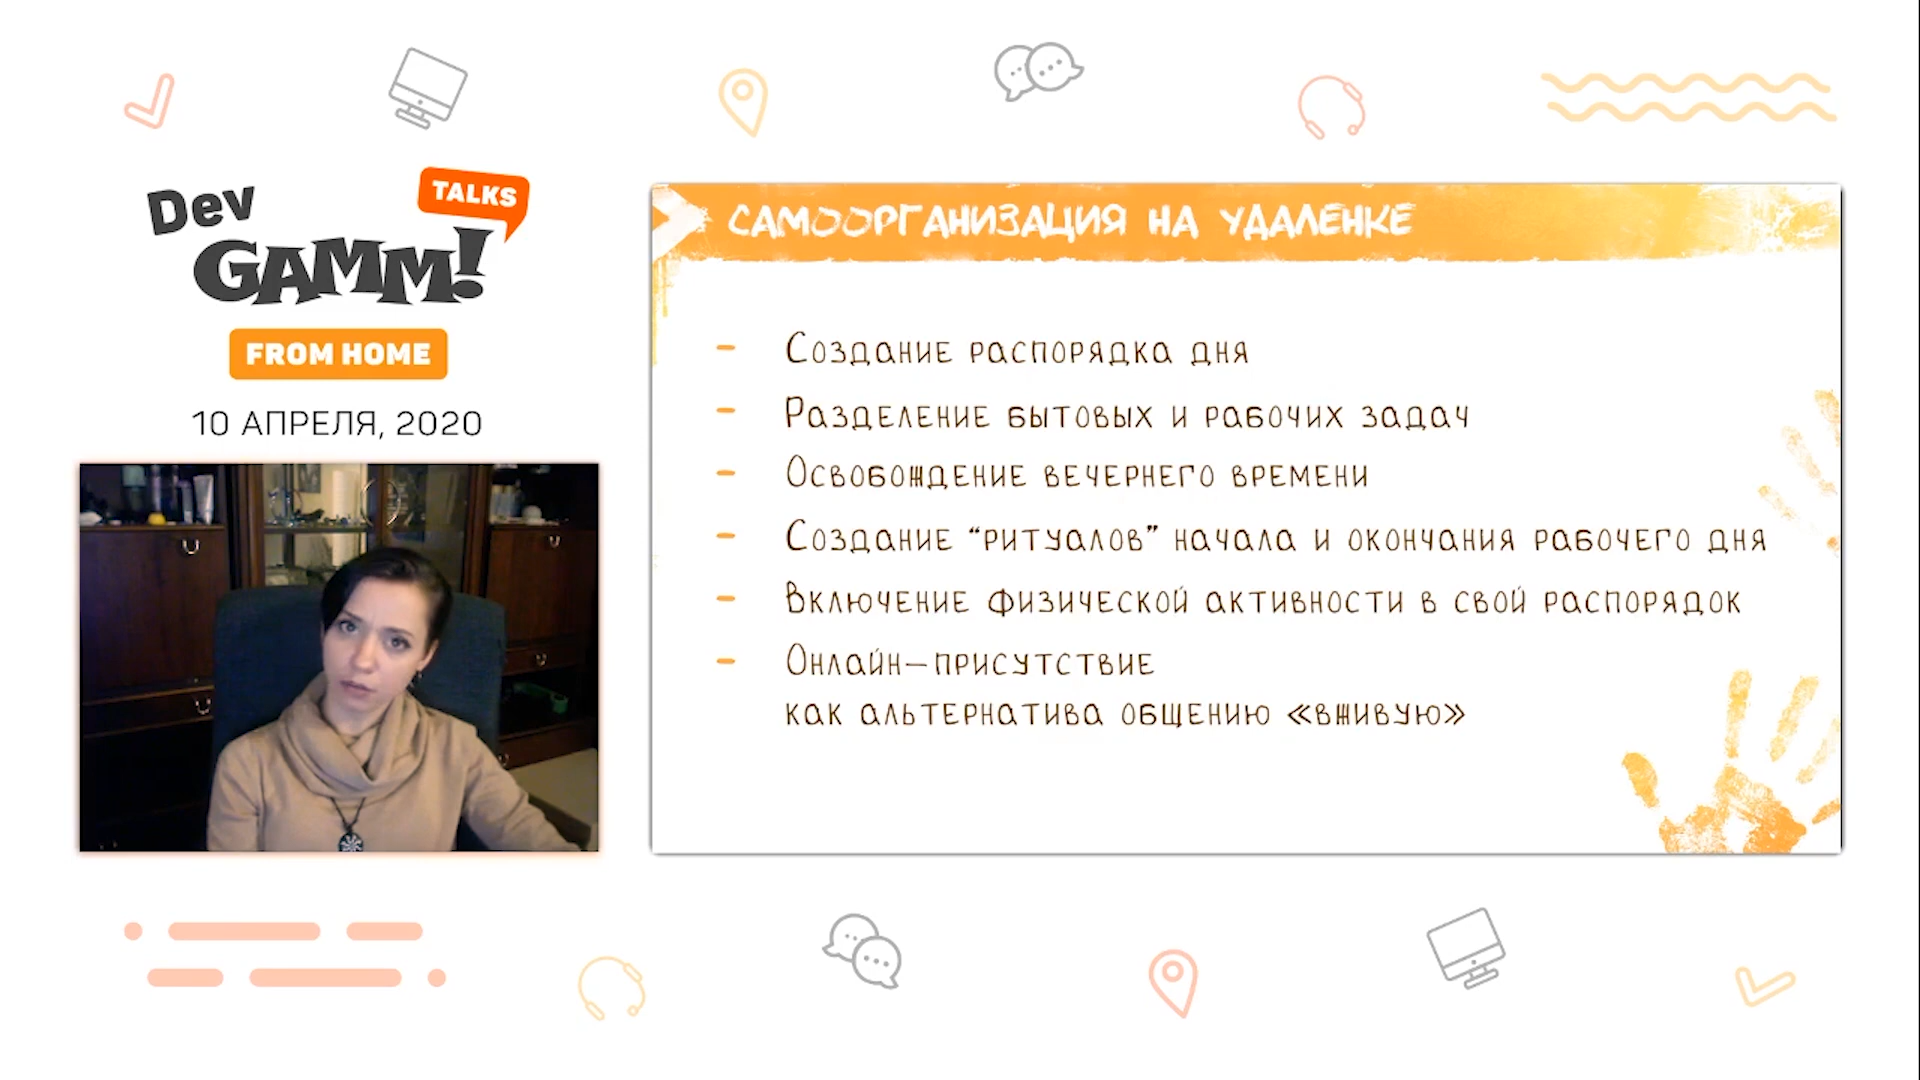 Dev
GAMM!
TALKS
FROM HOME
10 АПРЕЛЯ, 2020
САМООРГАНИЗАЦИЯ НА УДАЛЕНКЕ
- Создание распорядка дня
- Разделение бытовых и рабочих задач
- Освобождение вечернего времени
- Создание “ритуалов” начала и окончания рабочего дня
- Включение физической активности в свой распорядок
- Онлайн–присутствие
как альтернатива общению «вживую»